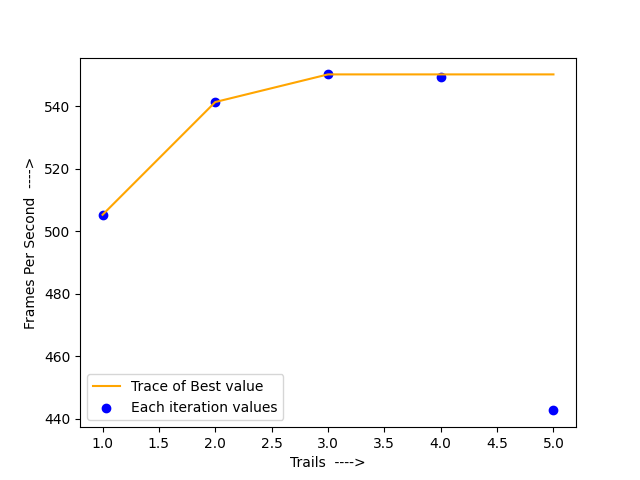 540
520
500
480
460
440
Frames Per Second  ---->
Trace of Best value
Each iteration values
1.0 1.5 2.0 2.5 3.0 3.5 4.0 4.5 5.0
Trails  ---->